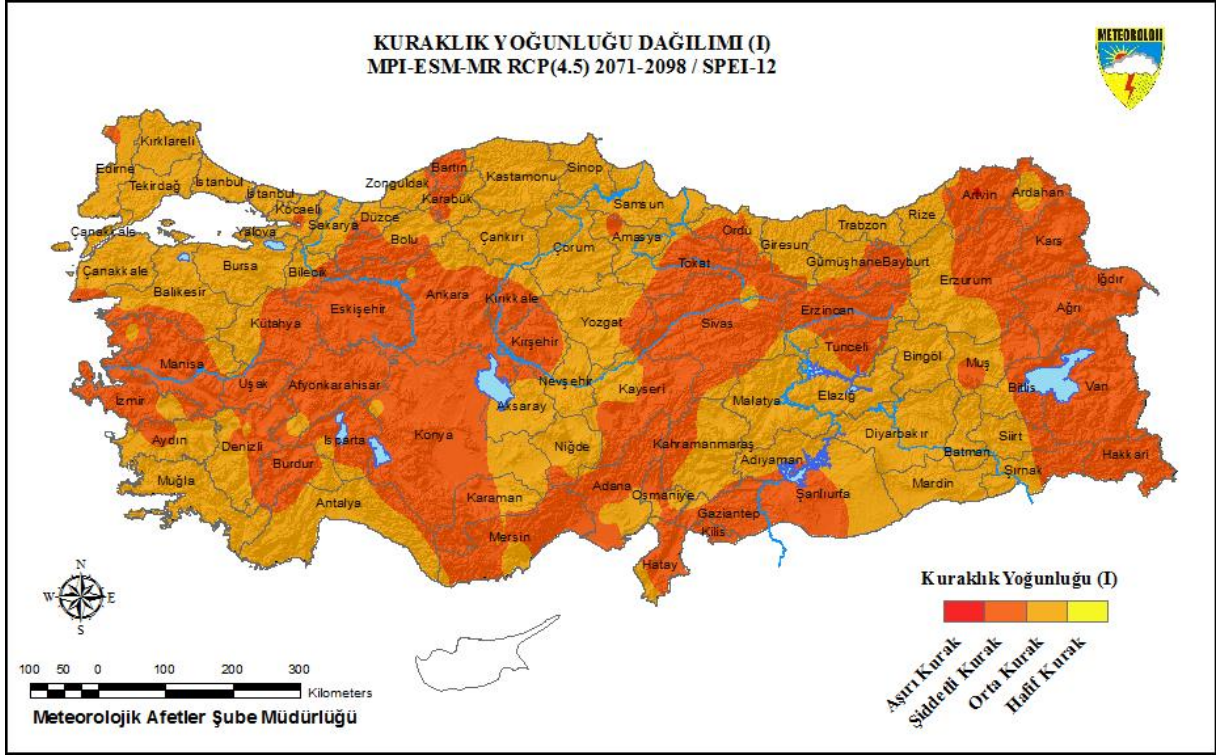 KURAKLIK YOĞUNLUĞU DAĞILIMI (I)
MPI-ESM-MR RCP(4.5) 2071-2098 / SPEI-12
METEOROLOJI
Kırklareli
Edirne
Tekirdağ
İstanbul
İstanbul
Kocaeli
Yalova
Sakarya
Düzce
Zonguldak
Bartın
Karabük
Kastamonu
Sinop
Samsun
Bolu
Çankırı
Çorum
Amasya
Ordu
Giresun
Trabzon
Rize
Artvin
Ardahan
Kars
Çanakkale
Çanakkale
Balıkesir
Bursa
Bilecik
Eskişehir
Ankara
Kırıkkale
Tokat
Gümüşhane
Bayburt
Erzurum
Iğdır
Ağrı
Kütahya
Kırşehir
Yozgat
Sivas
Erzincan
Tunceli
Bingöl
Muş
Manisa
Uşak
Afyonkarahisar
Nevşehir
Kayseri
Malatya
Elazığ
Bitlis
Van
İzmir
Aksaray
Aydın
Denizli
Isparta
Konya
Niğde
Kahramanmaraş
Adıyaman
Diyarbakır
Batman
Siirt
Şırnak
Hakkari
Burdur
Muğla
Antalya
Karaman
Adana
Osmaniye
Gaziantep
Şanlıurfa
Mardin
Mersin
Kilis
Hatay
N
W
E
S
Kuraklık Yoğunluğu (I)
Aşırı Kurak
Şiddetli Kurak
Orta Kurak
Hafif Kurak
100 50 0 100 200 300
Kilometers
Meteorolojik Afetler Şube Müdürlüğü